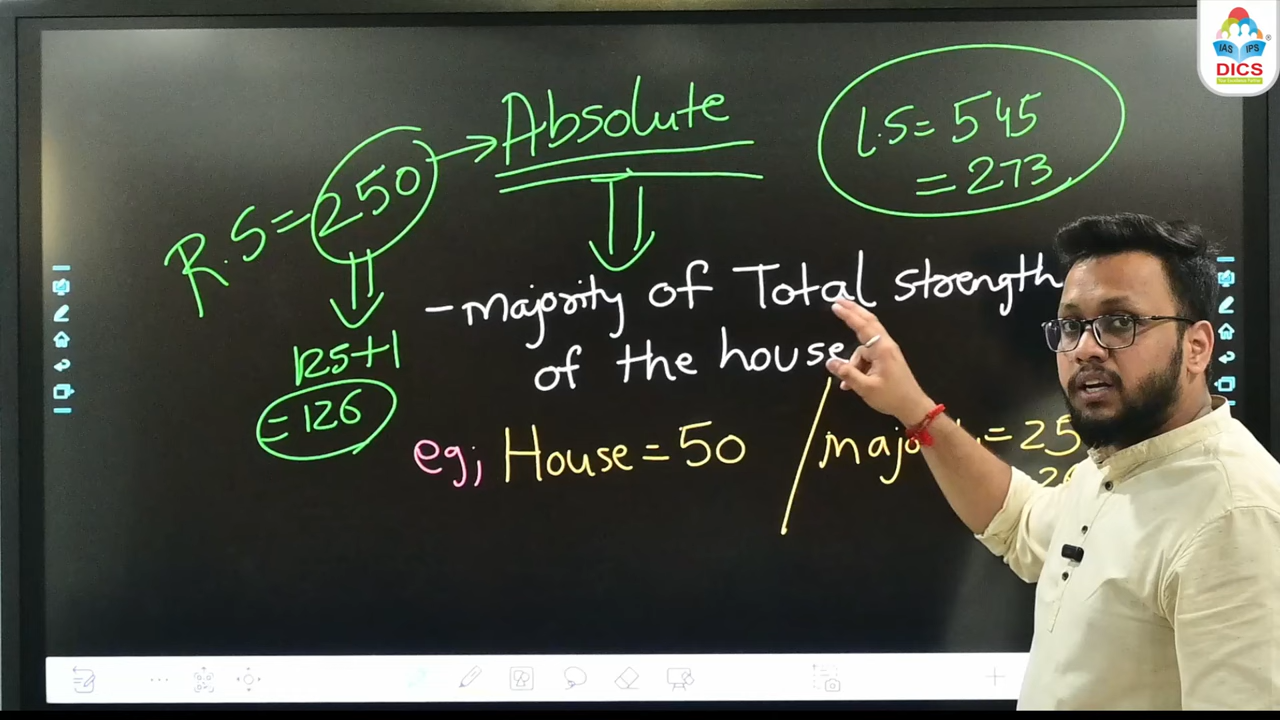 IAS IPS
DICS
Absolute
L.S = 545
= 273
R.S = 250
- majority of Total strength
of the house
125+1
= 126
eg; House = 50
= 25